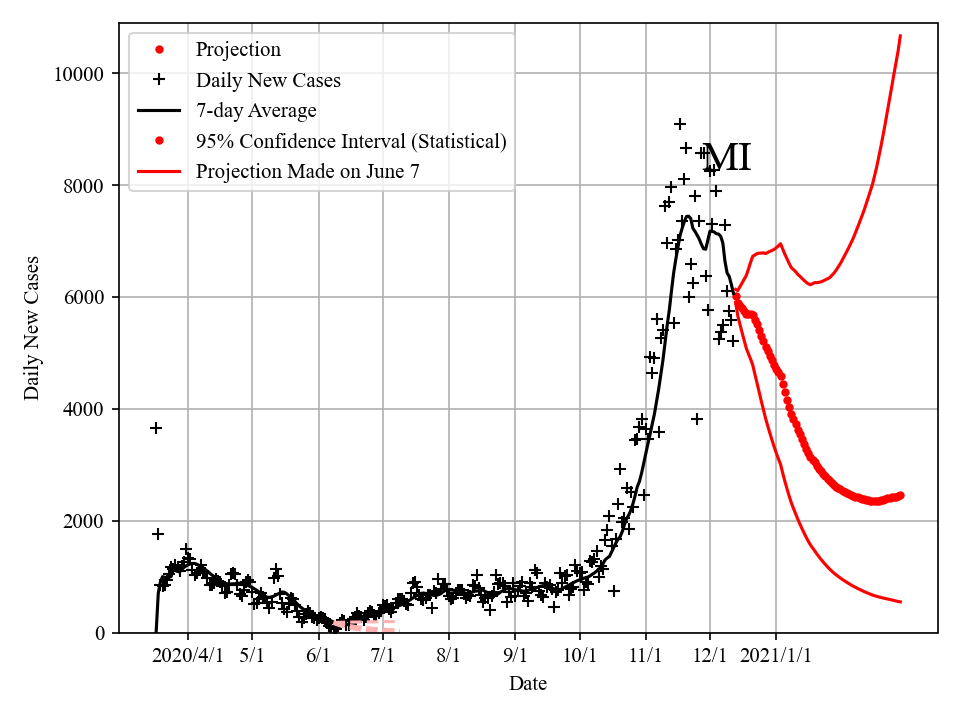 Projection
Daily New Cases
7-day Average
95% Confidence Interval (Statistical)
Projection Made on June 7
MI
10000
8000
6000
4000
2000
0
Daily New Cases
2020/4/1 5/1 6/1 7/1 8/1 9/1 10/1 11/1 12/1 2021/1/1
Date